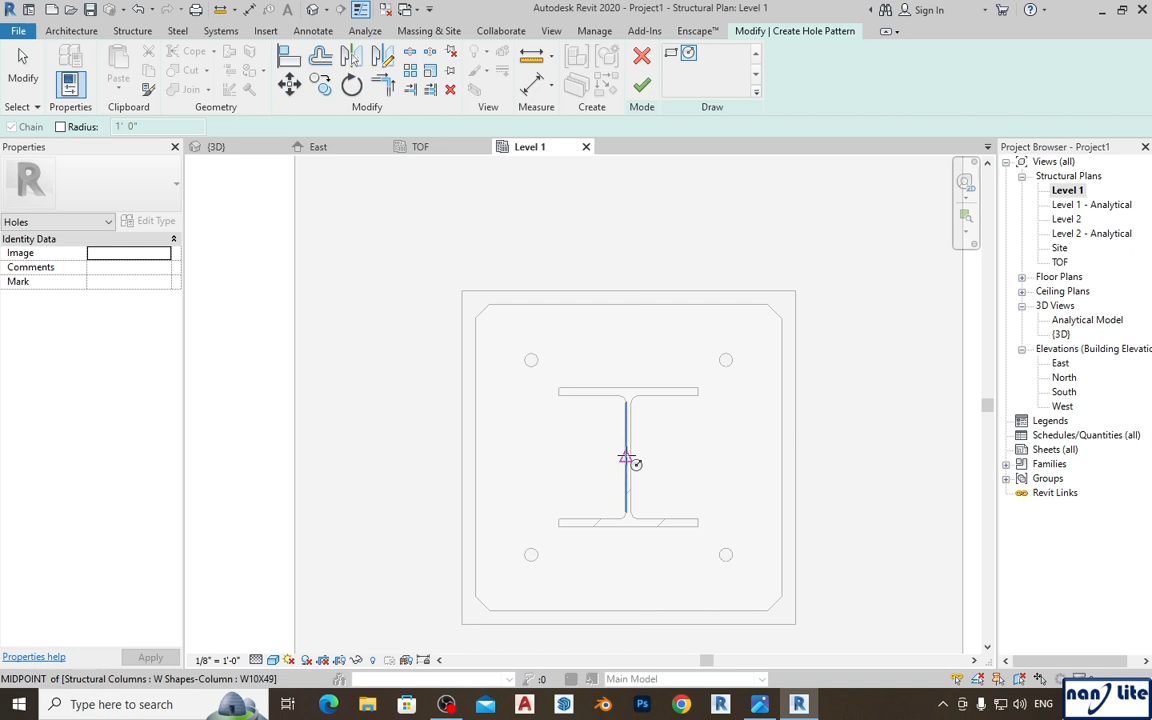 Autodesk Revit 2020 - Project1 - Structural Plan: Level 1
Sign In
File
Architecture
Structure
Steel
Systems
Insert
Annotate
Analyze
Massing & Site
Collaborate
View
Manage
Add-Ins
Enscape™
Modify | Create Hole Pattern
Modify
Paste
Cope
Cut
Join
Select
Properties
Clipboard
Geometry
Modify
View
Measure
Create
Mode
Draw
Chain
Radius:
1' 0"
Properties
{3D}
East
TOF
Level 1
Project Browser - Project1
Holes
Edit Type
Identity Data
Image
Comments
Mark
Views (all)
Structural Plans
Level 1
Level 1 - Analytical
Level 2
Level 2 - Analytical
Site
TOF
Floor Plans
Ceiling Plans
3D Views
Analytical Model
{3D}
Elevations (Building Elevatio
East
North
South
West
Legends
Schedules/Quantities (all)
Sheets (all)
Families
Groups
Revit Links
2D
Properties help
Apply
1/8" = 1'-0"
MIDPOINT of [Structural Columns : W Shapes-Column : W10X49]
:0
Main Model
Type here to search
ENG
nanlite